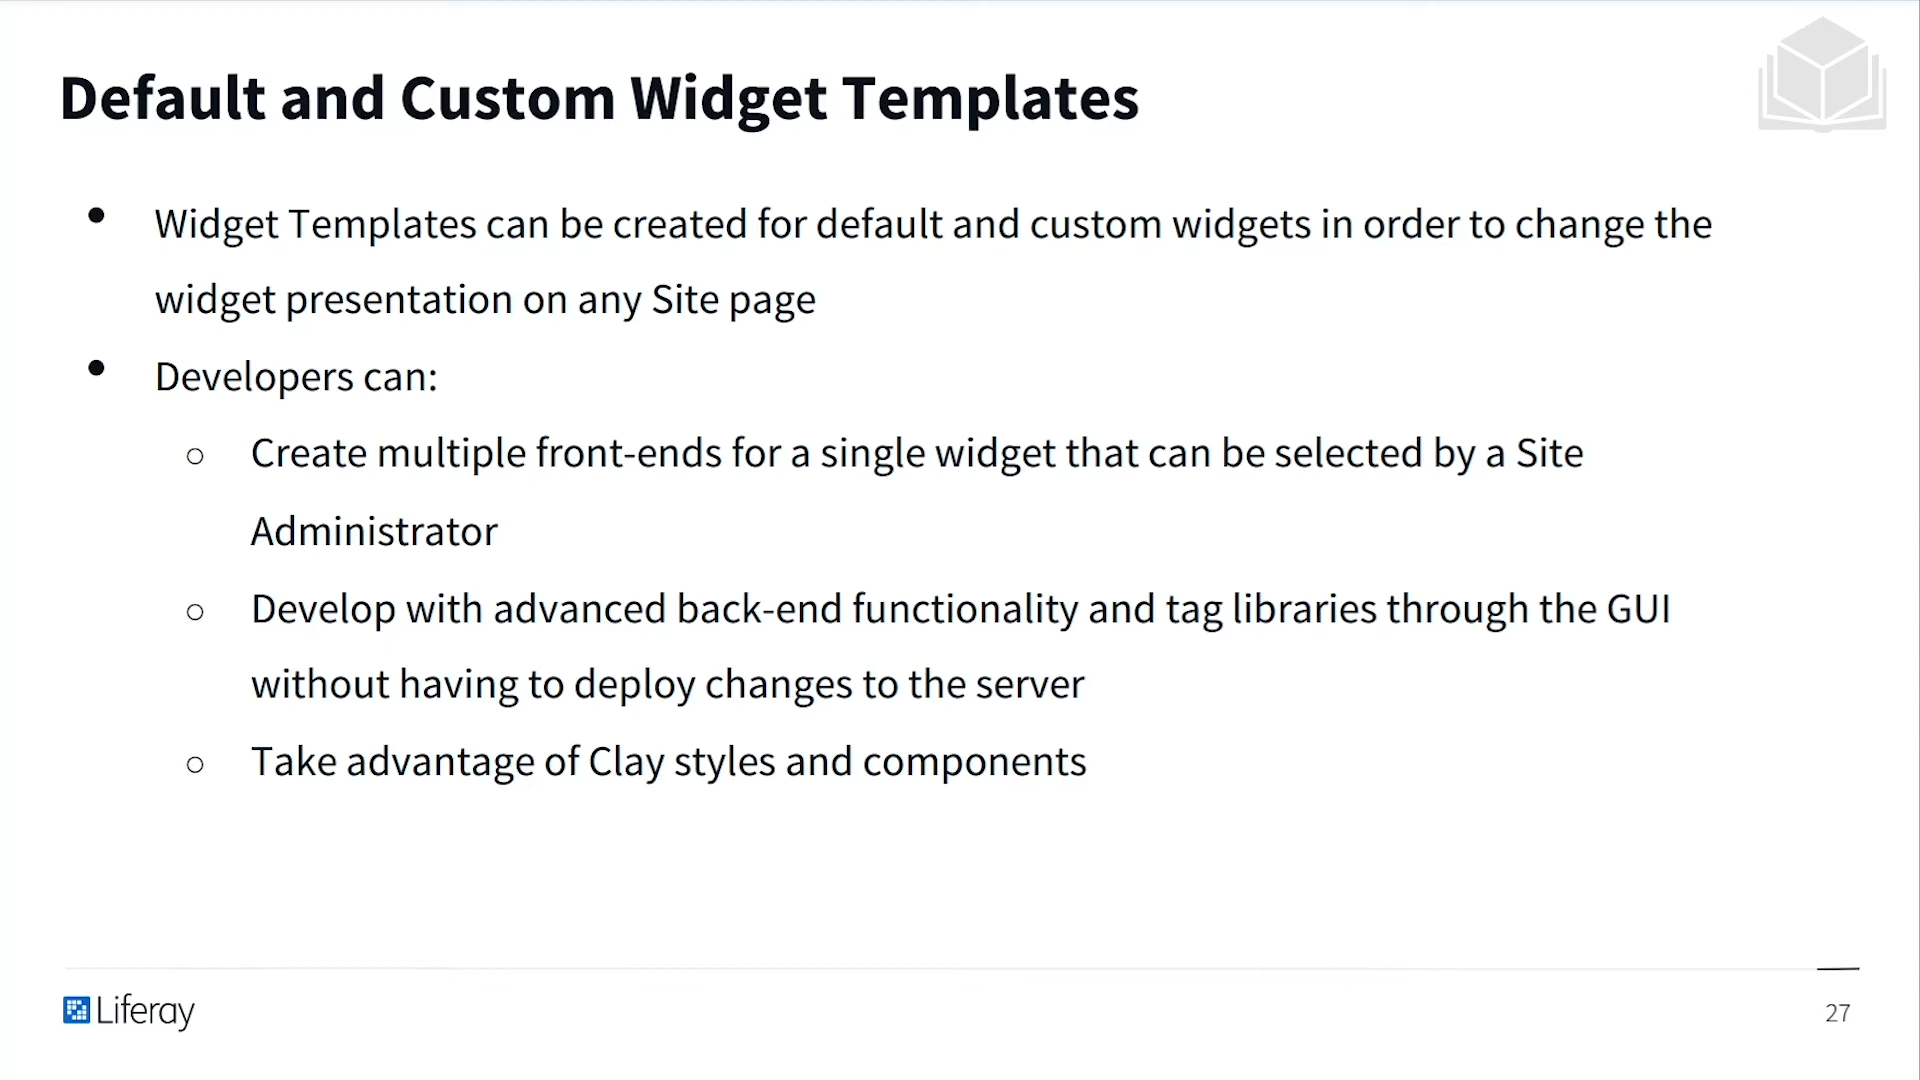 Default and Custom Widget Templates
• Widget Templates can be created for default and custom widgets in order to change the
widget presentation on any Site page
• Developers can:
○ Create multiple front-ends for a single widget that can be selected by a Site
Administrator
○ Develop with advanced back-end functionality and tag libraries through the GUI
without having to deploy changes to the server
○ Take advantage of Clay styles and components
Liferay
27